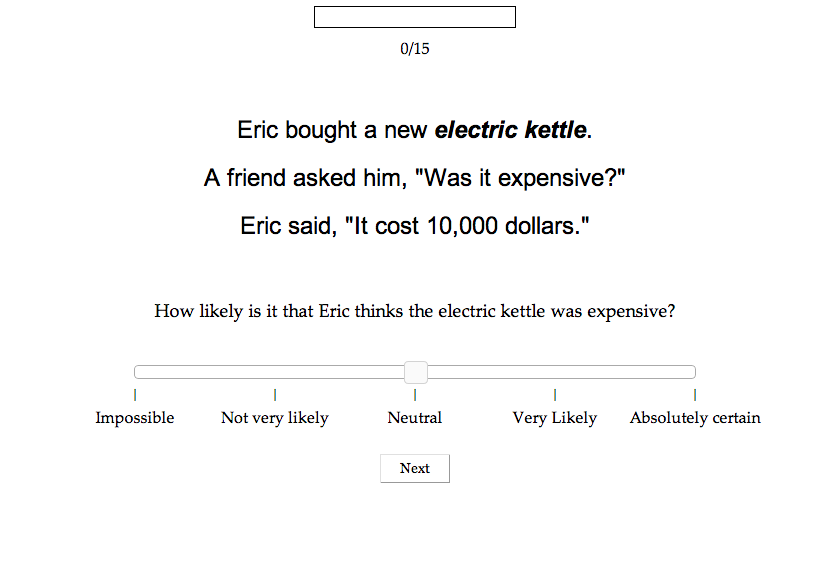 0/15
Eric bought a new electric kettle.
A friend asked him, "Was it expensive?"
Eric said, "It cost 10,000 dollars."
How likely is it that Eric thinks the electric kettle was expensive?
Impossible Not very likely Neutral Very Likely Absolutely certain
Next